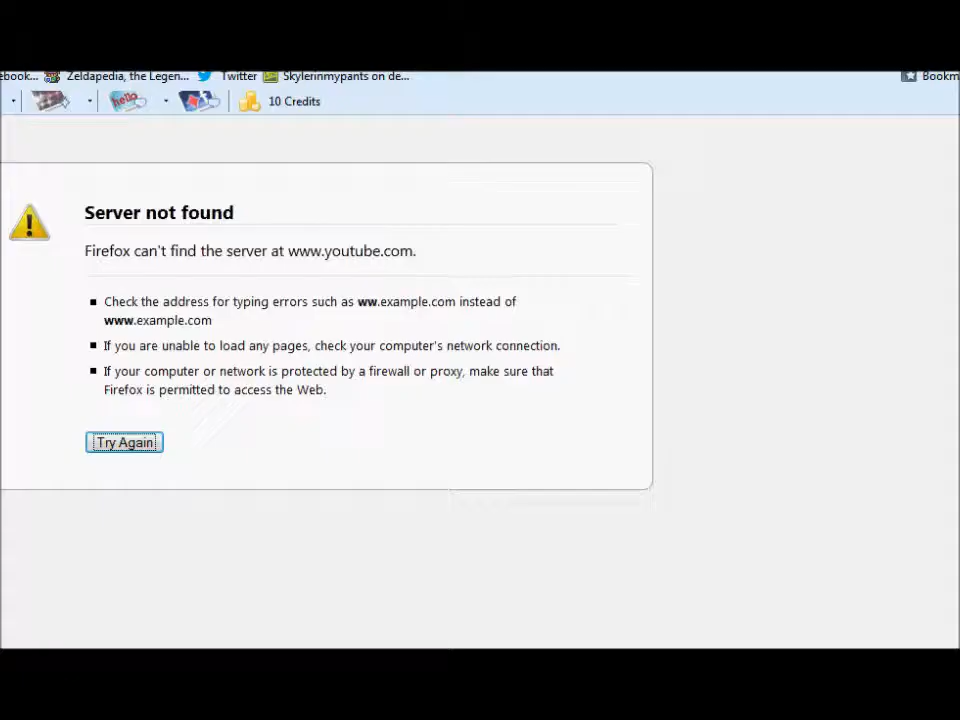 ebook... Zeldapedia, the Legen... Twitter Skylerinmypants on de... Bookm
hello 10 Credits
Server not found
Firefox can't find the server at www.youtube.com.
Check the address for typing errors such as ww.example.com instead of
www.example.com
If you are unable to load any pages, check your computer's network connection.
If your computer or network is protected by a firewall or proxy, make sure that
Firefox is permitted to access the Web.
Try Again